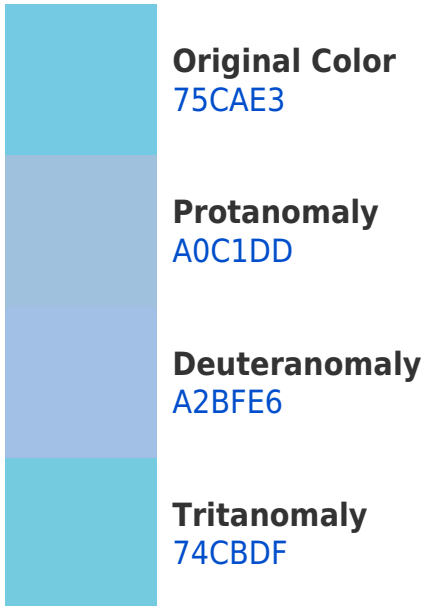 Original Color
75CAE3
Protanomaly
A0C1DD
Deuteranomaly
A2BFE6
Tritanomaly
74CBDF